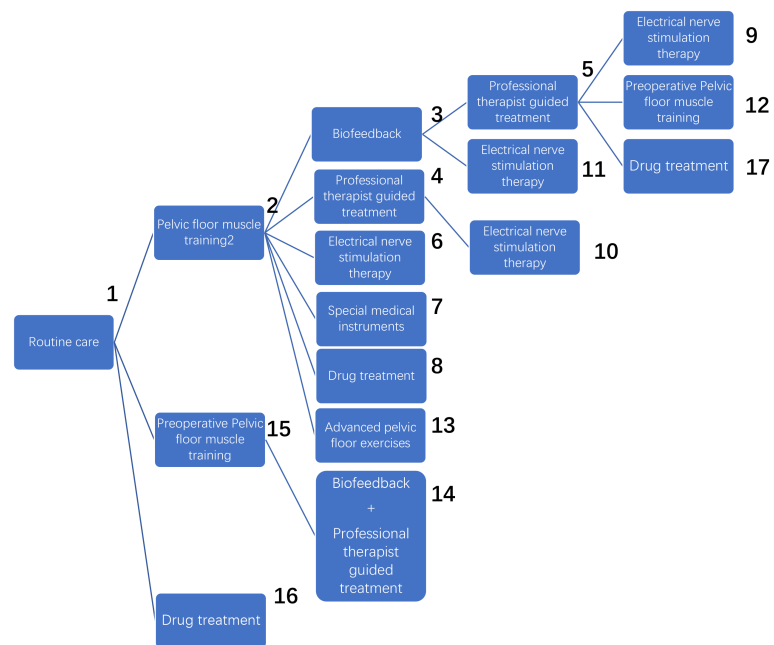 Electrical nerve
stimulation therapy
9
5
Professional
therapist guided
treatment
Preoperative Pelvic
floor muscle
training
12
3
Biofeedback
Electrical nerve
stimulation
therapy
11
Drug treatment
17
4
Professional
therapist guided
treatment
2
Pelvic floor muscle
training2
6
Electrical nerve
stimulation
therapy
Electrical nerve
stimulation
therapy
10
1
Routine care
7
Special medical
instruments
8
Drug treatment
Preoperative Pelvic
floor muscle
training
15
Advanced pelvic
floor exercises
13
Biofeedback
+
Professional
therapist
guided
treatment
14
16
Drug treatment